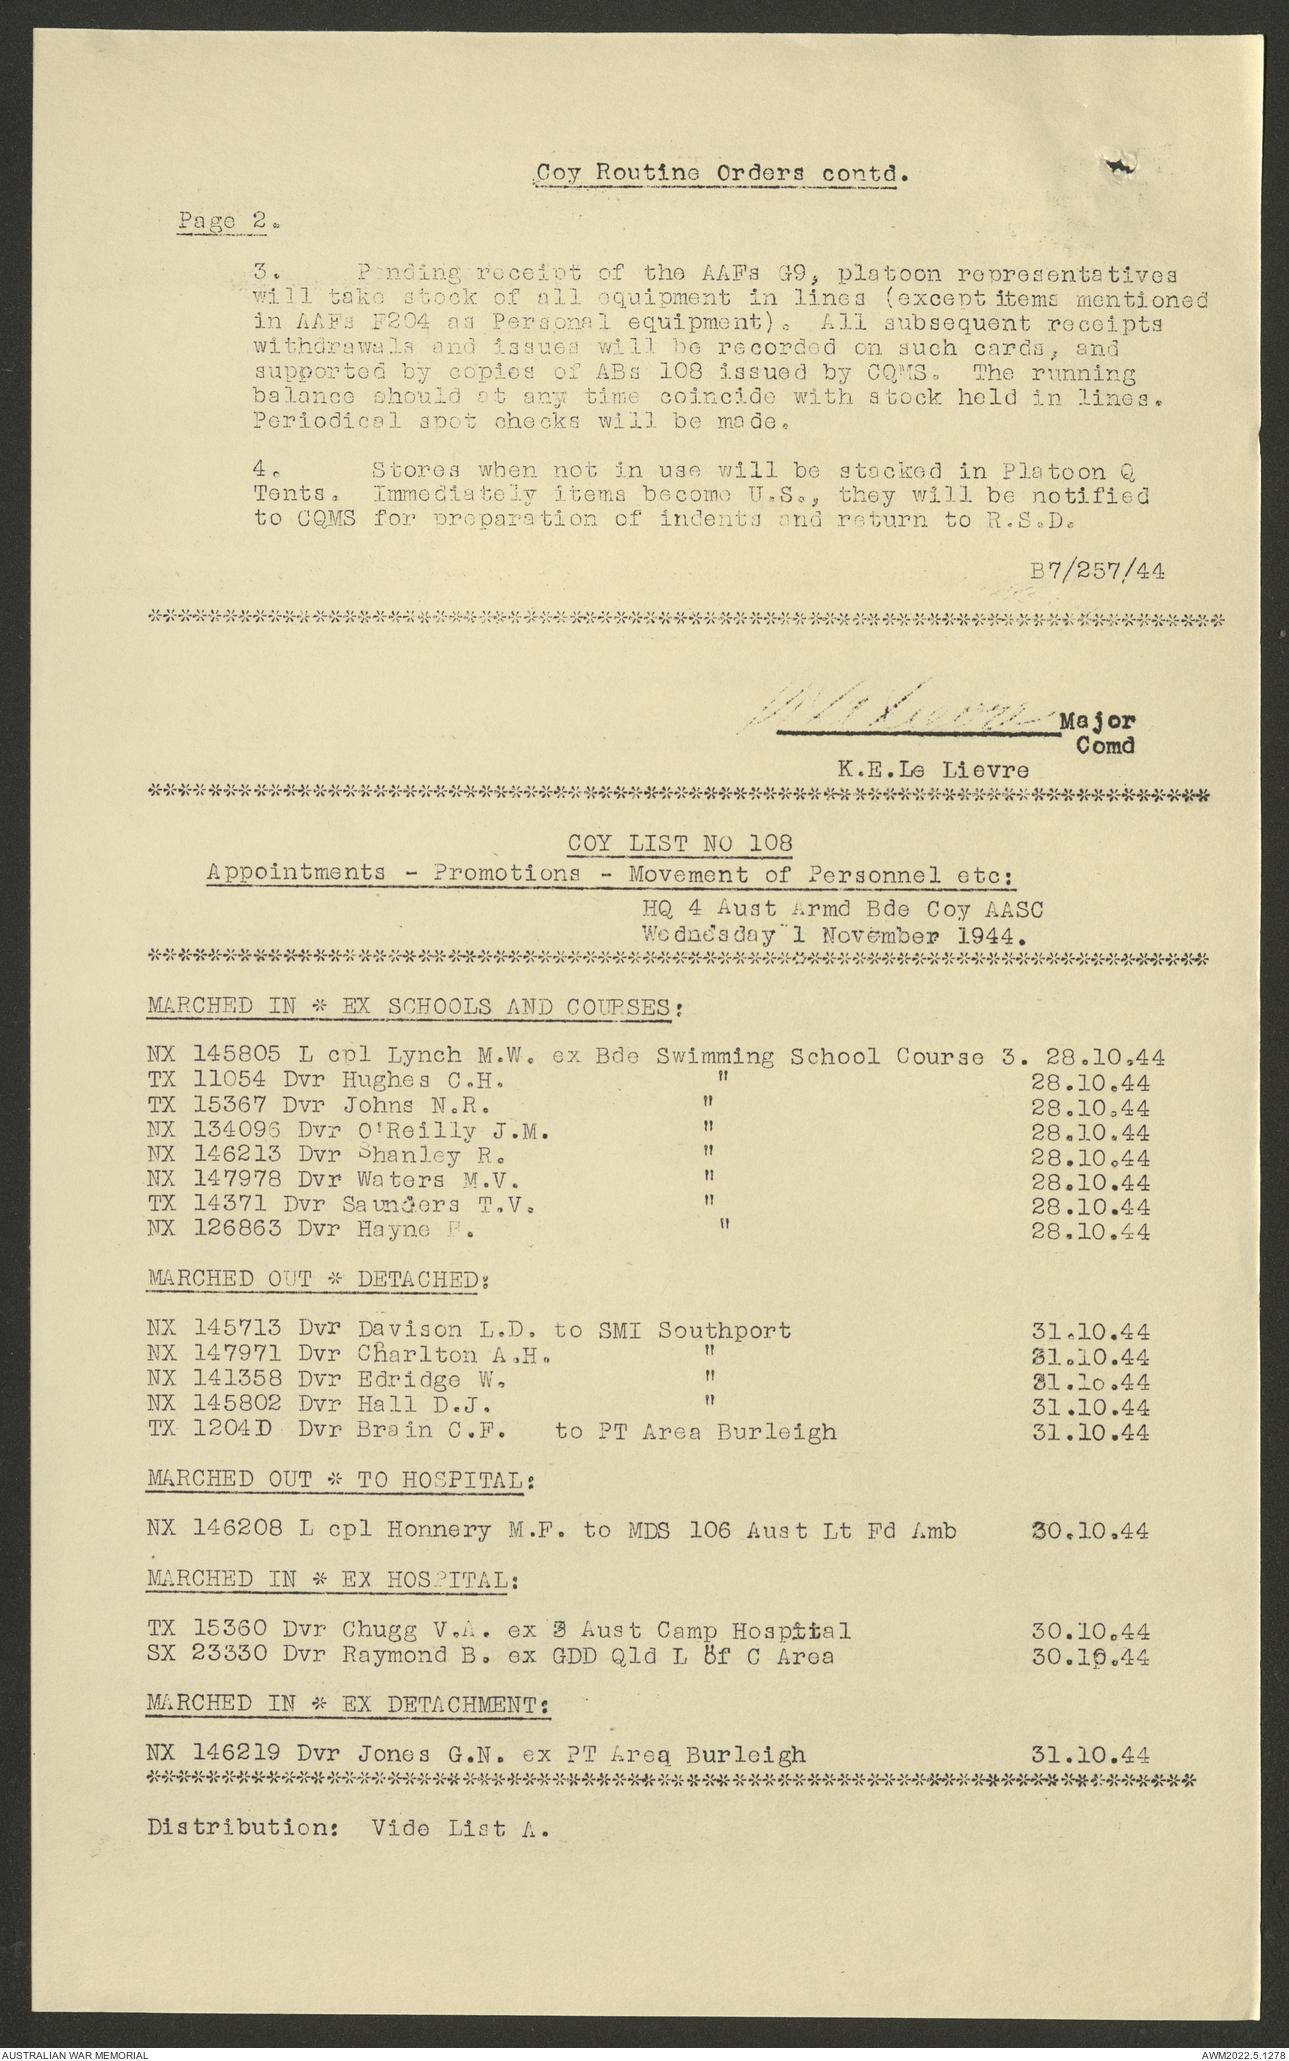 Coy Routine Orders contd.
Page 2.
3. Pending receipt of the AAFs G9, platoon representatives
will take stock of all equipment in lines (except items mentioned
in AAFs F204 as Personal equipment). All subsequent receipts
withdrawals and issues will be recorded on such cards, and
supported by copies of ABs 108 issued by CQMS. The running
balance should at any time coincide with stock held in lines.
Periodical spot checks will be made.
4. Stores when not in use will be stacked in Platoon Q
Tents. Immediately items become U.S., they will be notified
to CQMS for preparation of indents and return to R.S.D.
B7/257/44
************************************************************************
Major
Comd
K.E.Le Lievre
***********************************************************************
COY LIST NO 108
Appointments - Promotions - Movement of Personnel etc:
HQ 4 Aust Armd Bde Coy AASC
Wednesday 1 November 1944.
***********************************************************************
MARCHED IN * EX SCHOOLS AND COURSES:
NX 145805 L cpl Lynch M.W. ex Bde Swimming School Course 3. 28.10.44
TX 11054 Dvr Hughes C.H. " 28.10.44
TX 15367 Dvr Johns N.R. " 28.10.44
NX 134096 Dvr O'Reilly J.M. " 28.10.44
NX 146213 Dvr Shanley R. " 28.10.44
NX 147978 Dvr Waters M.V. " 28.10.44
TX 14371 Dvr Saunders T.V. " 28.10.44
NX 126863 Dvr Hayne " 28.10.44
MARCHED OUT * DETACHED:
NX 145713 Dvr Davison L.D. to SMI Southport 31.10.44
NX 147971 Dvr Charlton A.H. " 31.10.44
NX 141358 Dvr Edridge W. " 31.10.44
NX 145802 Dvr Hall D.J. " 31.10.44
TX 1204D Dvr Brain C.F. to PT Area Burleigh 31.10.44
MARCHED OUT * TO HOSPITAL:
NX 146208 L cpl Honnery M.F. to MDS 106 Aust Lt Fd Amb 30.10.44
MARCHED IN * EX HOSPITAL:
TX 15360 Dvr Chugg V.A. ex 3 Aust Camp Hospital 30.10.44
SX 23330 Dvr Raymond B. ex GDD Qld L of C Area 30.10.44
MARCHED IN * EX DETACHMENT:
NX 146219 Dvr Jones G.N. ex PT Area Burleigh 31.10.44
**********************************************************************
Distribution: Vide List A.
AUSTRALIAN WAR MEMORIAL
AWM2022.5.1278